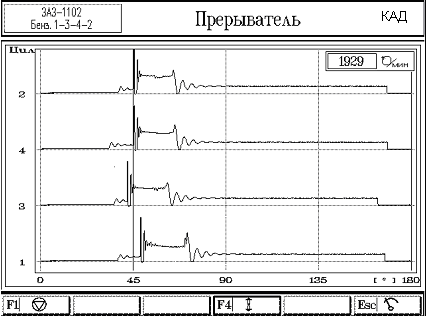 ЗАЗ-1102
Бенз. 1-3-4-2
Прерыватель
КАД
Цил
1929 об/мин
2
4
3
1
0 45 90 135 [°] 180
F1 F4 Esc